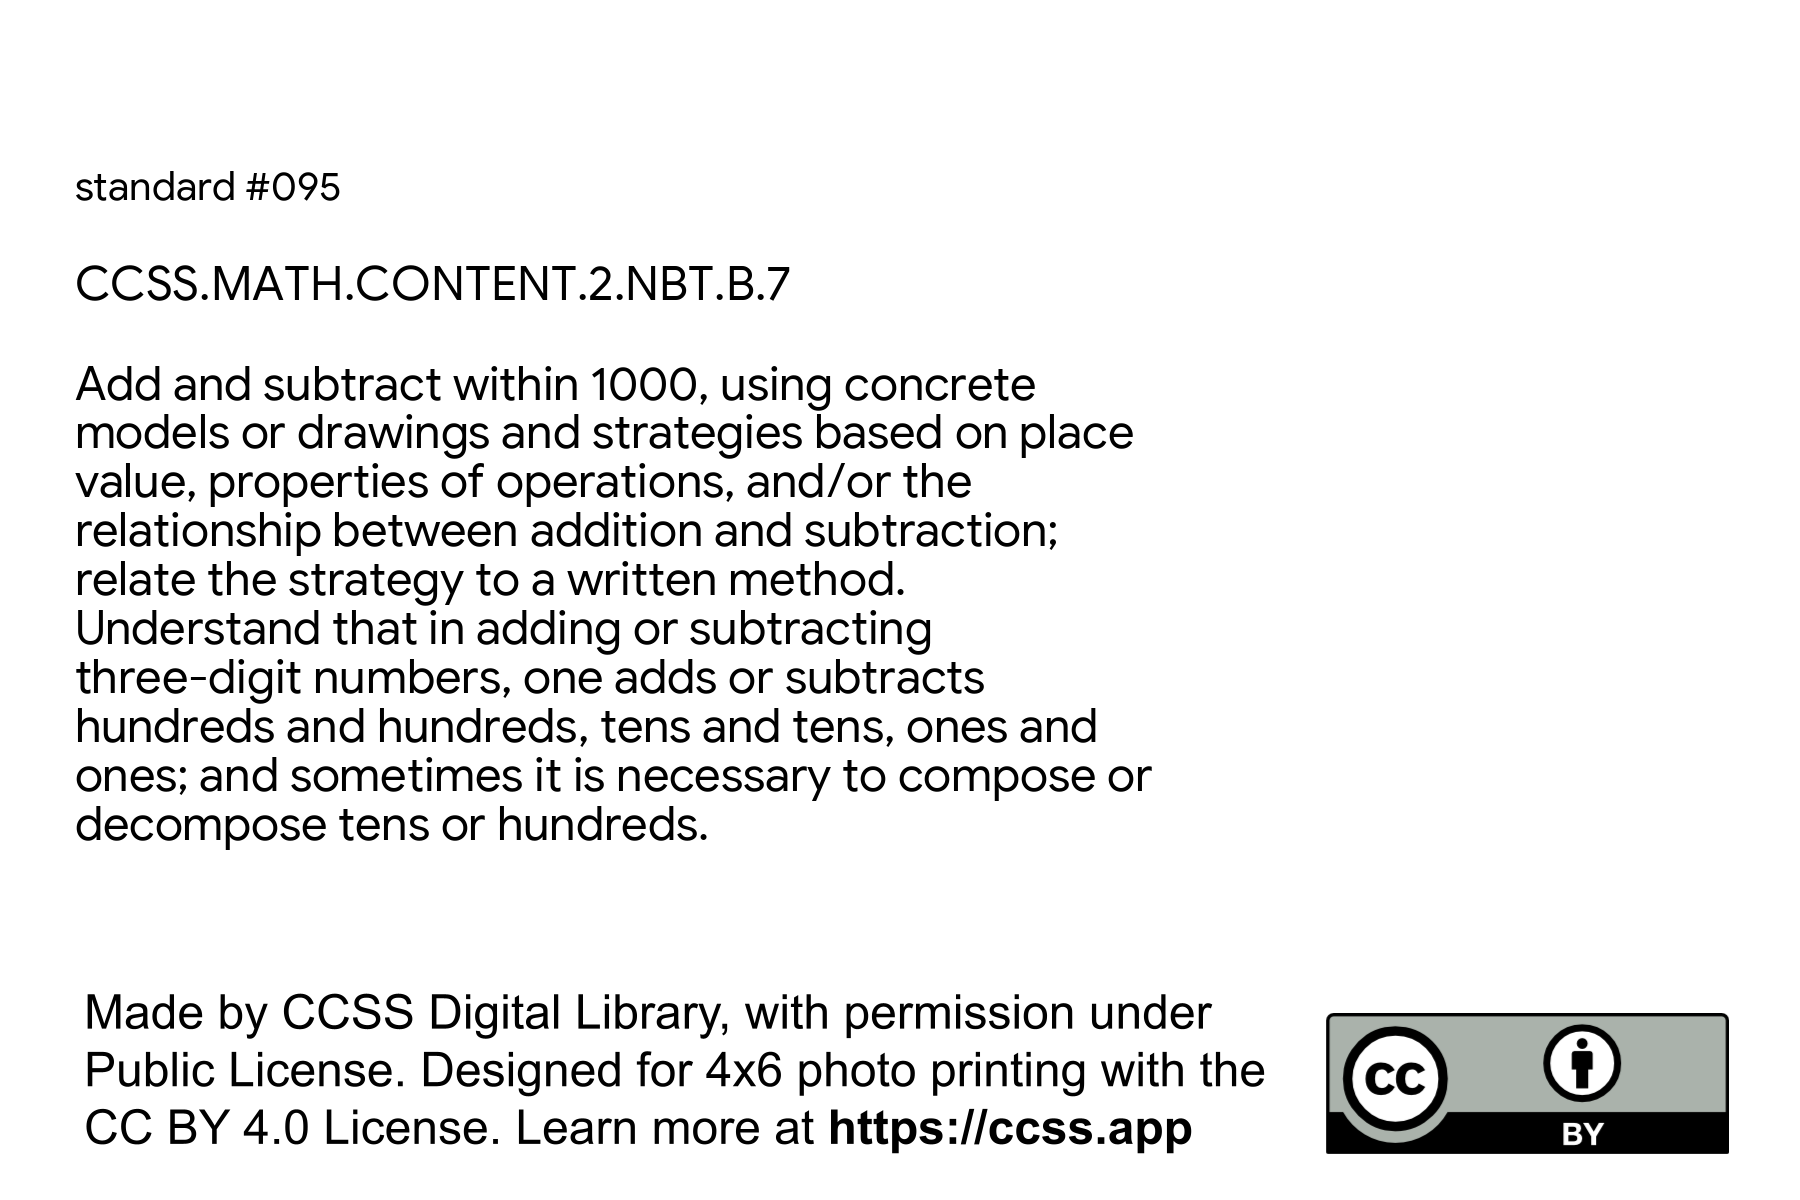 standard #095
CCSS.MATH.CONTENT.2.NBT.B.7
Add and subtract within 1000, using concrete
models or drawings and strategies based on place
value, properties of operations, and/or the
relationship between addition and subtraction;
relate the strategy to a written method.
Understand that in adding or subtracting
three-digit numbers, one adds or subtracts
hundreds and hundreds, tens and tens, ones and
ones; and sometimes it is necessary to compose or
decompose tens or hundreds.
Made by CCSS Digital Library, with permission under
Public License. Designed for 4x6 photo printing with the
CC BY 4.0 License. Learn more at https://ccss.app
CC
BY